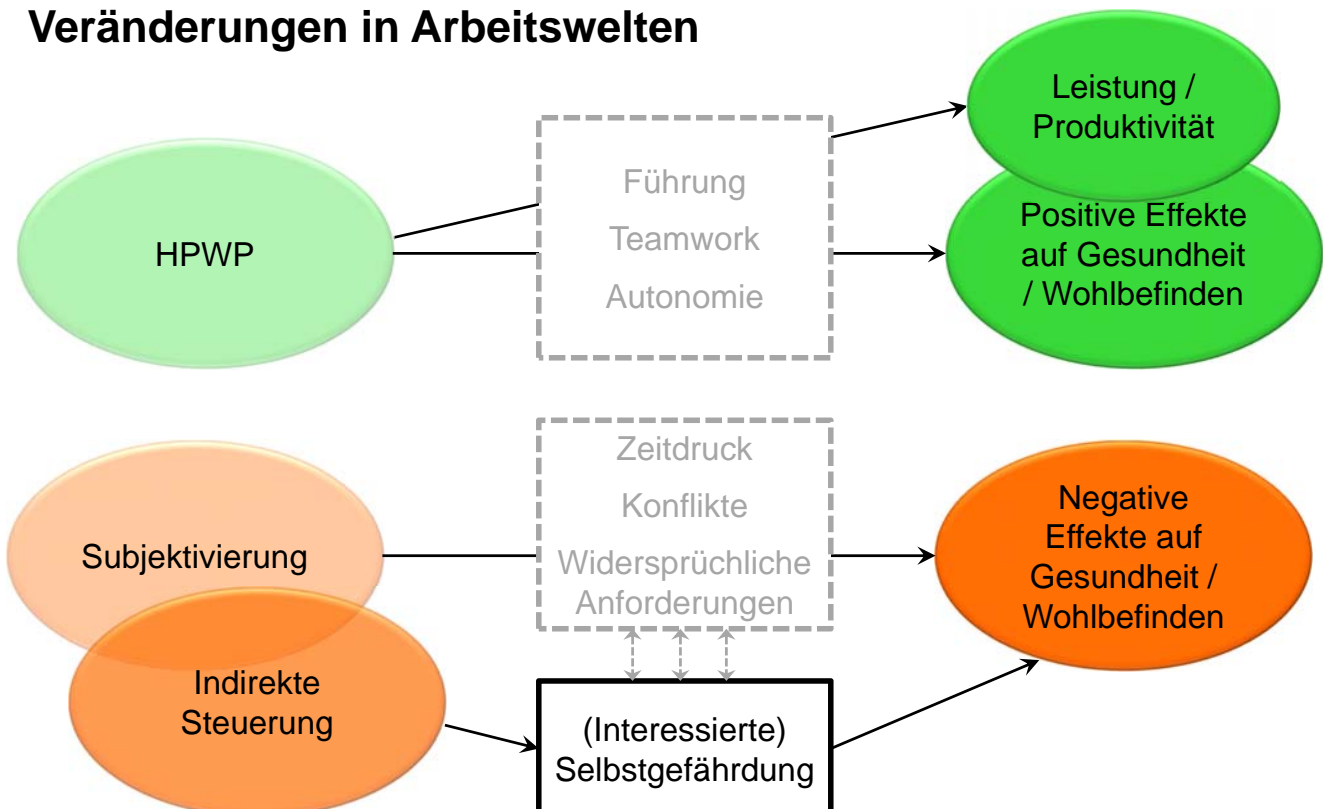 Veränderungen in Arbeitswelten
HPWP
Führung
Teamwork
Autonomie
Leistung /
Produktivität
Positive Effekte
auf Gesundheit
/ Wohlbefinden
Subjektivierung
Indirekte
Steuerung
Zeitdruck
Konflikte
Widersprüchliche
Anforderungen
(Interessierte)
Selbstgefährdung
Negative
Effekte auf
Gesundheit /
Wohlbefinden